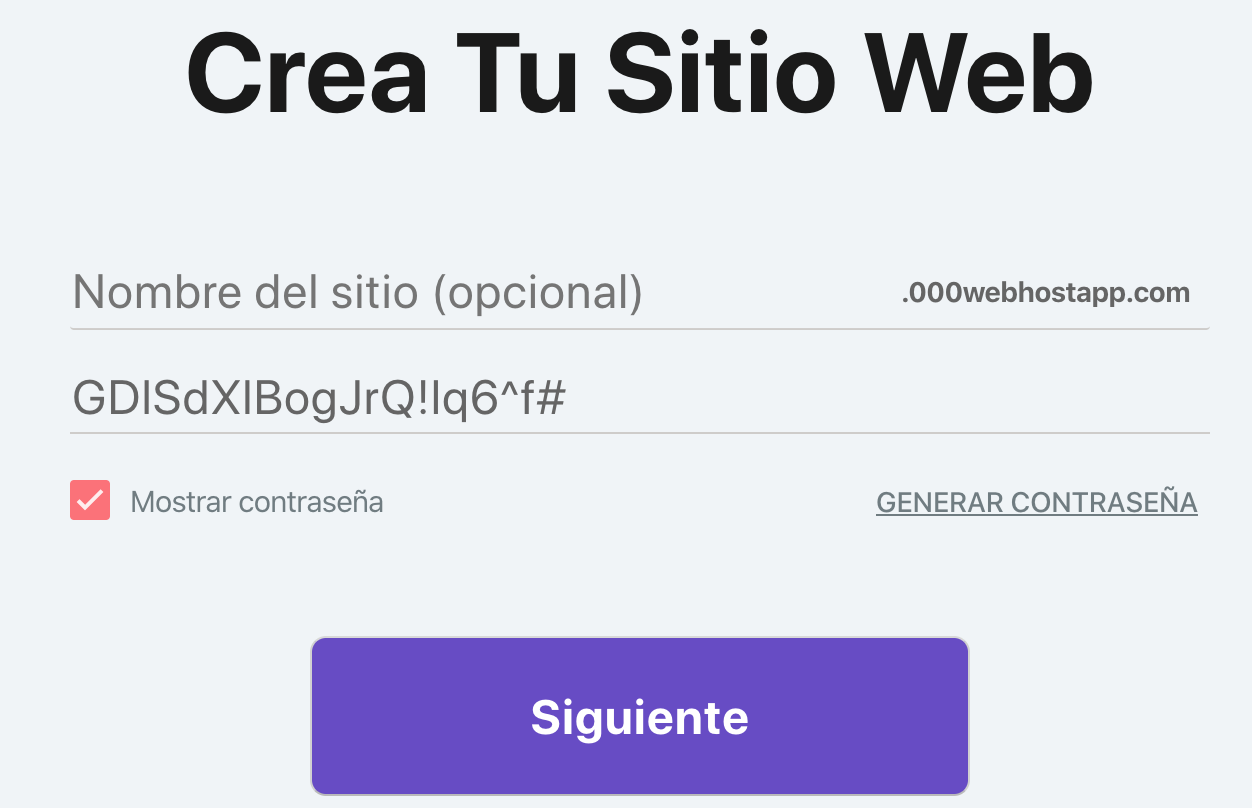 Crea Tu Sitio Web
Nombre del sitio (opcional) .000webhostapp.com
GDISdXIBogJrQ!Iq6^f#
Mostrar contraseña GENERAR CONTRASEÑA
Siguiente